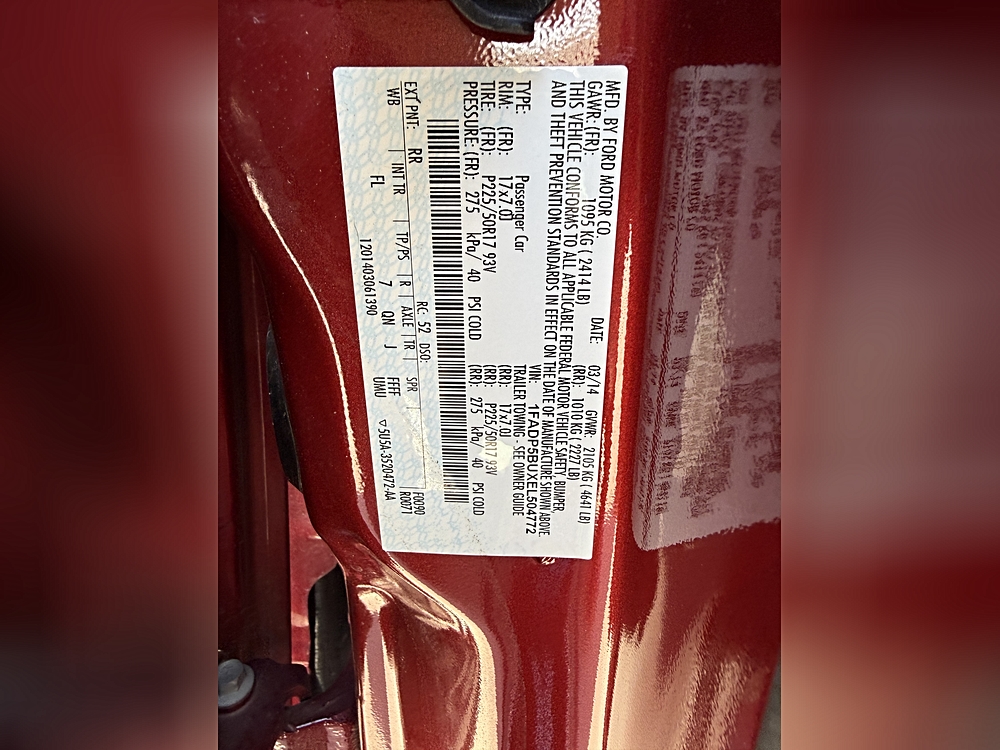 MFD. BY FORD MOTOR CO.
DATE: 03/14 GVWR: 2105 KG ( 4641 LB)
GAWR: (FR): 1095 KG ( 2414 LB) (RR): 1010 KG ( 2227 LB)
THIS VEHICLE CONFORMS TO ALL APPLICABLE FEDERAL MOTOR VEHICLE SAFETY, BUMPER,
AND THEFT PREVENTION STANDARDS IN EFFECT ON THE DATE OF MANUFACTURE SHOWN ABOVE.
VIN: 1FADP5BUXEL504772
TYPE: Passenger Car TRAILER TOWING - SEE OWNER GUIDE
RIM: (FR): 17x7.0J (RR): 17x7.0J
TIRE: (FR): P225/50R17 93V (RR): P225/50R17 93V
PRESSURE: (FR): 275 kPa/ 40 PSI COLD (RR): 275 kPa/ 40 PSI COLD
EXT PNT: RR RC: 52 DSO: F0090
WB INT TR TP/PS R AXLE TR SPR R0071
FL 7 QN J FFFF
UMU
1201403061390 ▽5U5A-3520472-AA